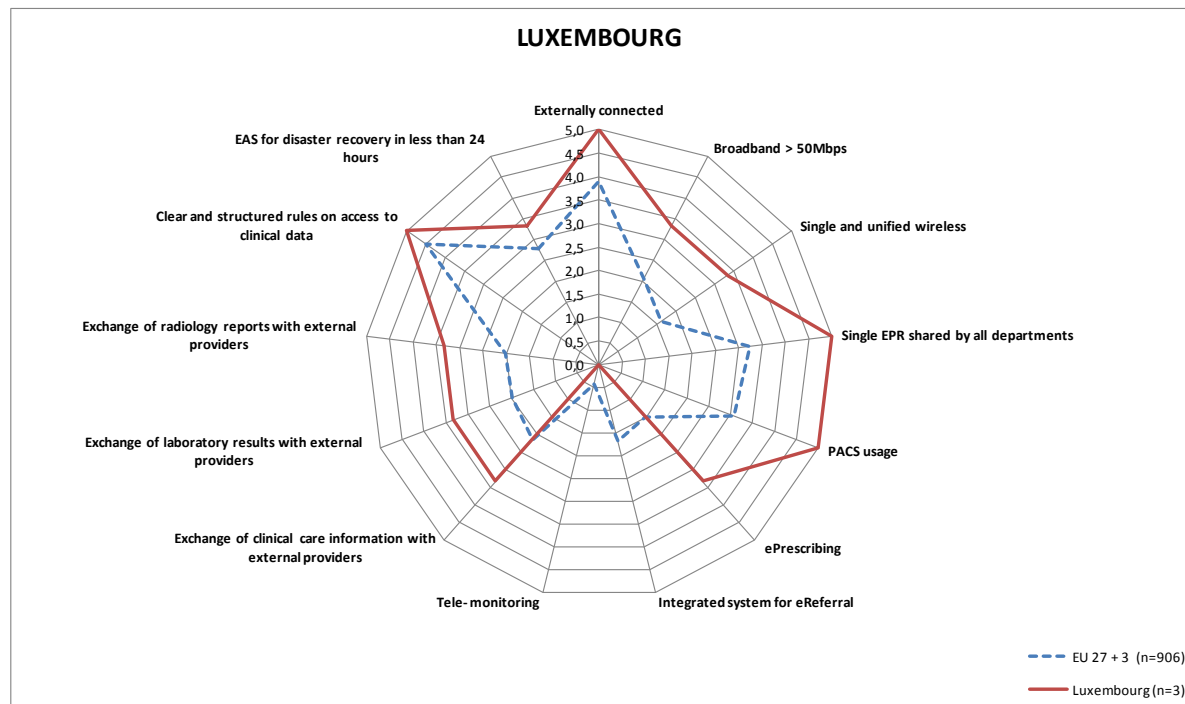 LUXEMBOURG
Externally connected
EAS for disaster recovery in less than 24
hours
Broadband > 50Mbps
Clear and structured rules on access to
clinical data
Single and unified wireless
Exchange of radiology reports with external
providers
Single EPR shared by all departments
Exchange of laboratory results with external
providers
PACS usage
Exchange of clinical care information with
external providers
ePrescribing
Tele- monitoring
Integrated system for eReferral
5,0
4,5
4,0
3,5
3,0
2,5
2,0
1,5
1,0
0,5
0,0
EU 27 + 3 (n=906)
Luxembourg (n=3)